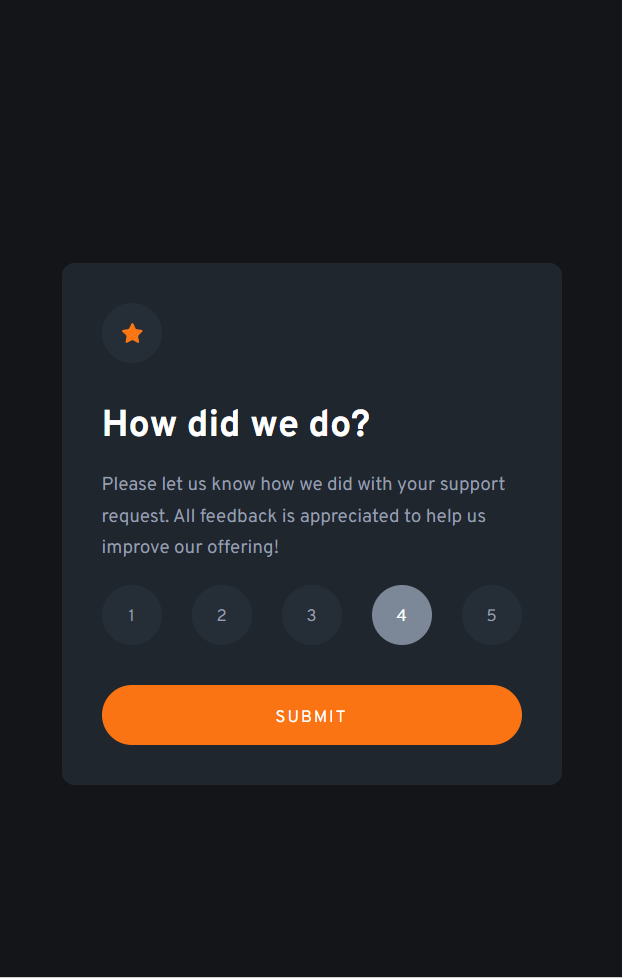 How did we do?
Please let us know how we did with your support
request. All feedback is appreciated to help us
improve our offering!
1 2 3 4 5
SUBMIT